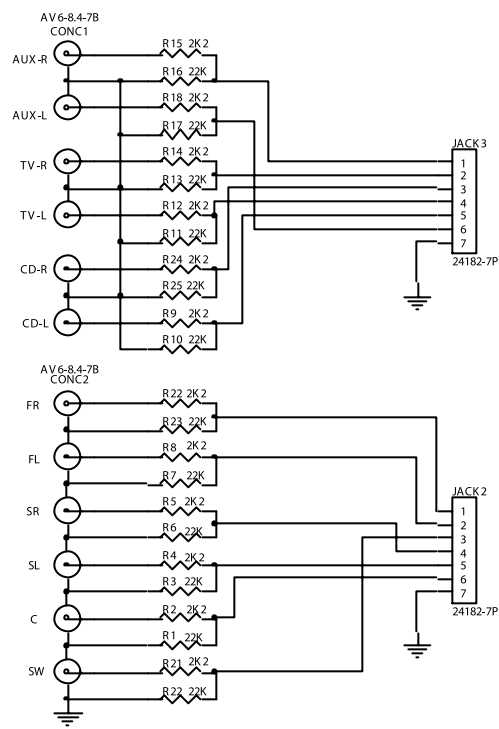 AV6-8.4-7B
CONC1
AUX-R
R15 2K2
R16 22K
AUX-L
R18 2K2
R17 22K
TV-R
R14 2K2
R13 22K
TV-L
R12 2K2
R11 22K
CD-R
R24 2K2
R25 22K
CD-L
R9 2K2
R10 22K
JACK3
1
2
3
4
5
6
7
24182-7P
AV6-8.4-7B
CONC2
FR
R22 2K2
R23 22K
FL
R8 2K2
R7 22K
SR
R5 2K2
R6 22K
SL
R4 2K2
R3 22K
C
R2 2K2
R1 22K
SW
R21 2K2
R22 22K
JACK2
1
2
3
4
5
6
7
24182-7P